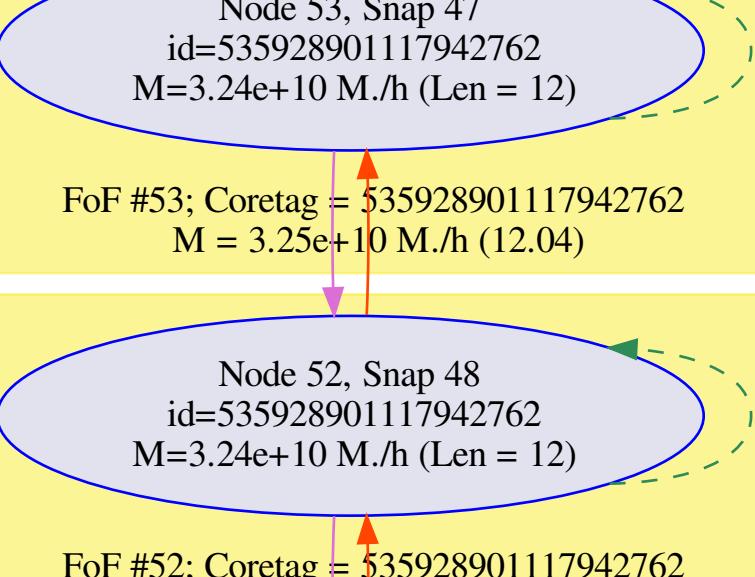 Node 53, Snap 47
id=535928901117942762
M=3.24e+10 M./h (Len = 12)
FoF #53; Coretag = 535928901117942762
M = 3.25e+10 M./h (12.04)
Node 52, Snap 48
id=535928901117942762
M=3.24e+10 M./h (Len = 12)
FoF #52; Coretag = 535928901117942762